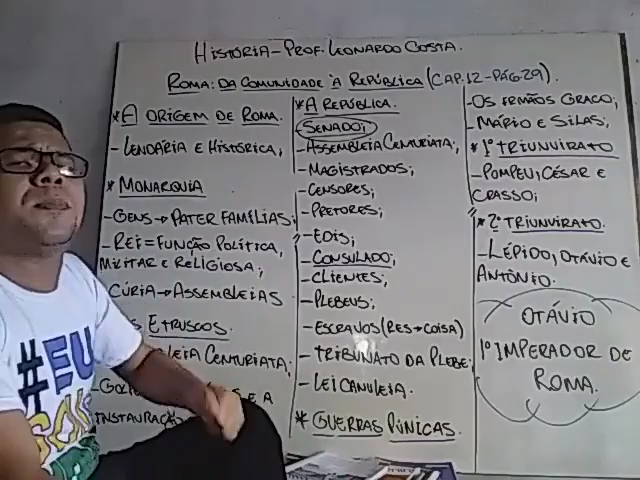 HISTÓRIA-PROF. LEONARDO COSTA.
ROMA: DA COMUNIDADE À REPÚBLICA (CAP.12-PÁG.29).
* A ORIGEM DE ROMA.
- LENDÁRIA E HISTÓRICA;
* MONARQUIA
- GENS → PATER FAMÍLIAS;
- REI = FUNÇÃO POLÍTICA,
MILITAR E RELIGIOSA;
CÚRIA → ASSEMBLEIAS
ETRUSCOS
CENTURIATA;
E A
INSTAURAÇÃO
* A REPÚBLICA.
SENADO;
- ASSEMBLEIA CENTURIATA;
- MAGISTRADOS;
- CENSORES;
- PRETORES;
- EDIS;
- CONSULADO;
- CLIENTES;
- PLEBEUS;
- ESCRAVOS (RES → COISA)
- TRIBUNATO DA PLEBE;
- LEI CANULEIA.
* GUERRAS PÚNICAS.
- OS IRMÃOS GRACO;
- MÁRIO E SILAS;
* 1º TRIUNVIRATO
- POMPEU, CÉSAR E
CRASSO;
* 2º TRIUNVIRATO.
- LÉPIDO, OTÁVIO E
ANTÔNIO.
OTÁVIO
1º IMPERADOR DE
ROMA.
#EU